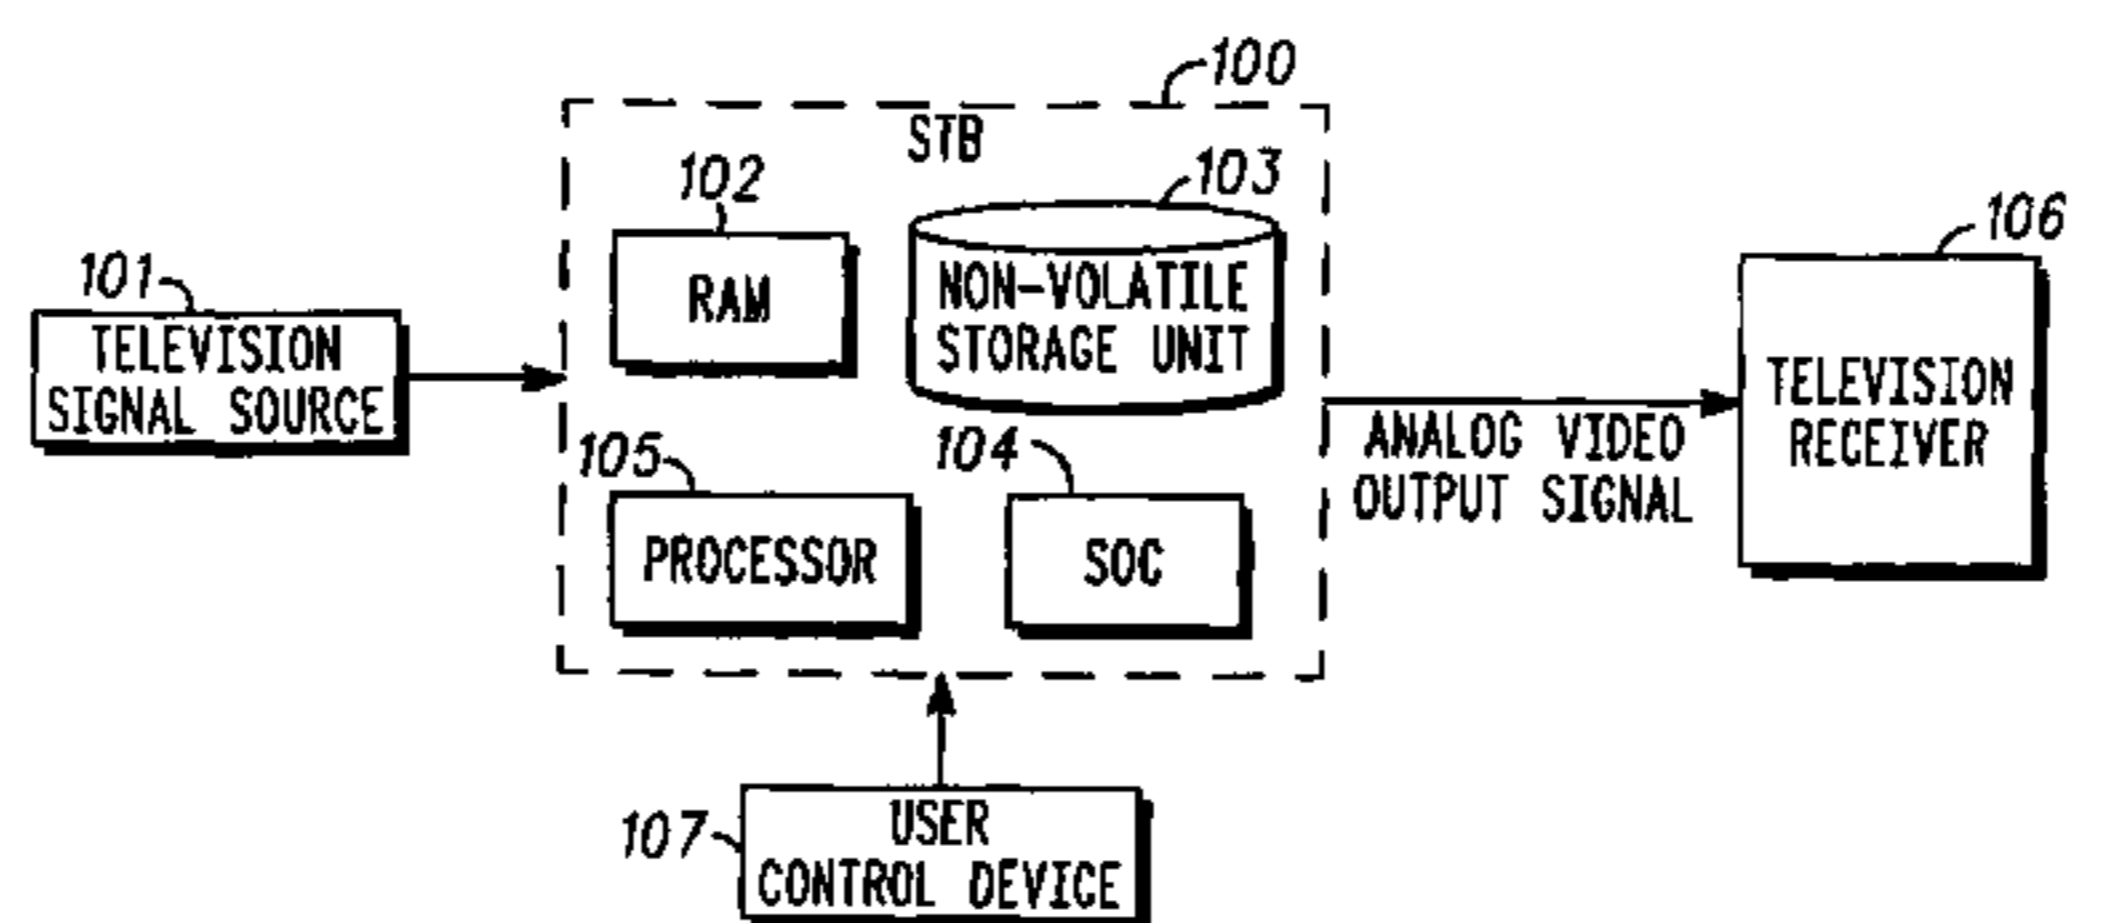 100
STB
102
103
106
101
RAM
NON-VOLATILE
STORAGE UNIT
TELEVISION
SIGNAL SOURCE
TELEVISION
RECEIVER
ANALOG VIDEO
OUTPUT SIGNAL
105
104
PROCESSOR
SOC
107
USER
CONTROL DEVICE